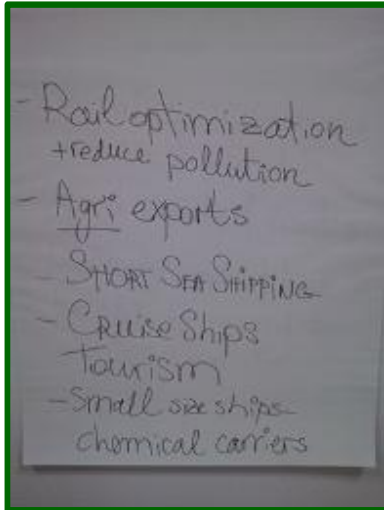 - Rail optimization
+reduce pollution
- Agri exports
- SHORT SEA SHIPPING
- Cruise Ships
Tourism
- Small size ships-
chemical carriers